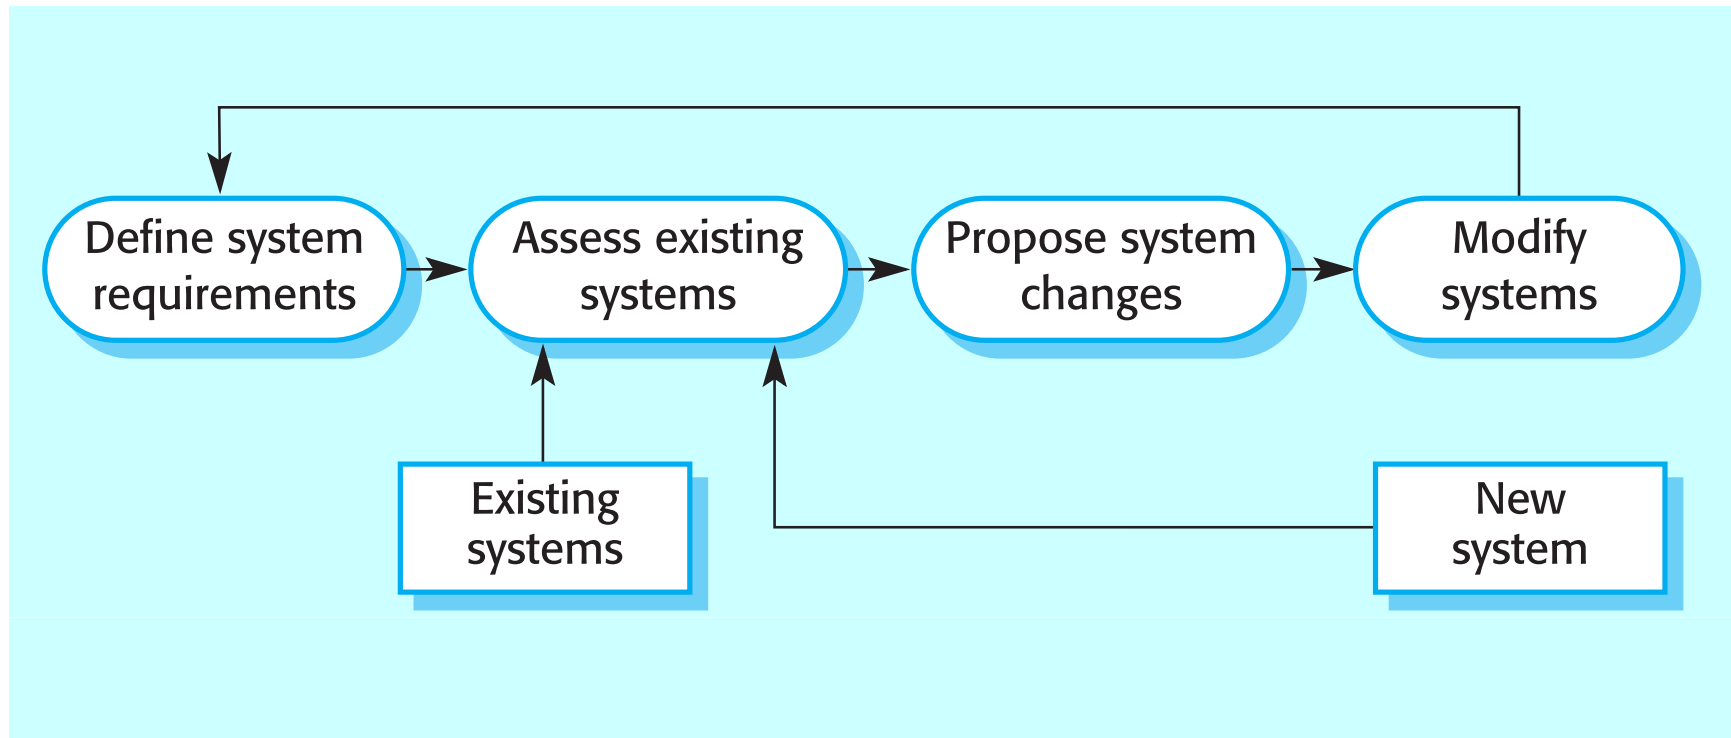 Define system
requirements
Assess existing
systems
Propose system
changes
Modify
systems
Existing
systems
New
system